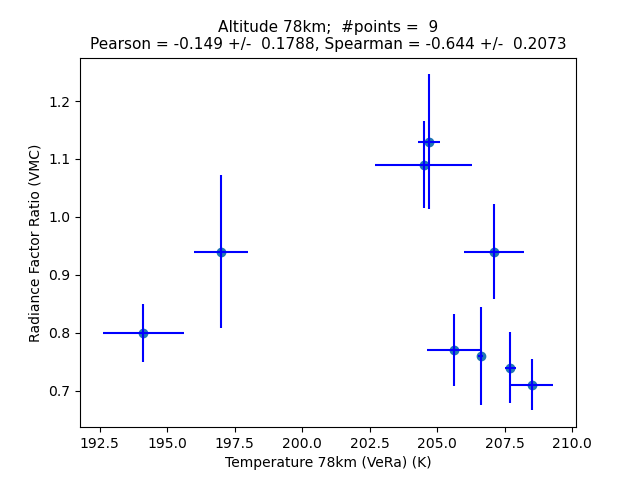 Altitude 78km;  #points =  9
Pearson = -0.149 +/-  0.1788, Spearman = -0.644 +/-  0.2073
1.2
1.1
1.0
0.9
0.8
0.7
Radiance Factor Ratio (VMC)
192.5 195.0 197.5 200.0 202.5 205.0 207.5 210.0
Temperature 78km (VeRa) (K)